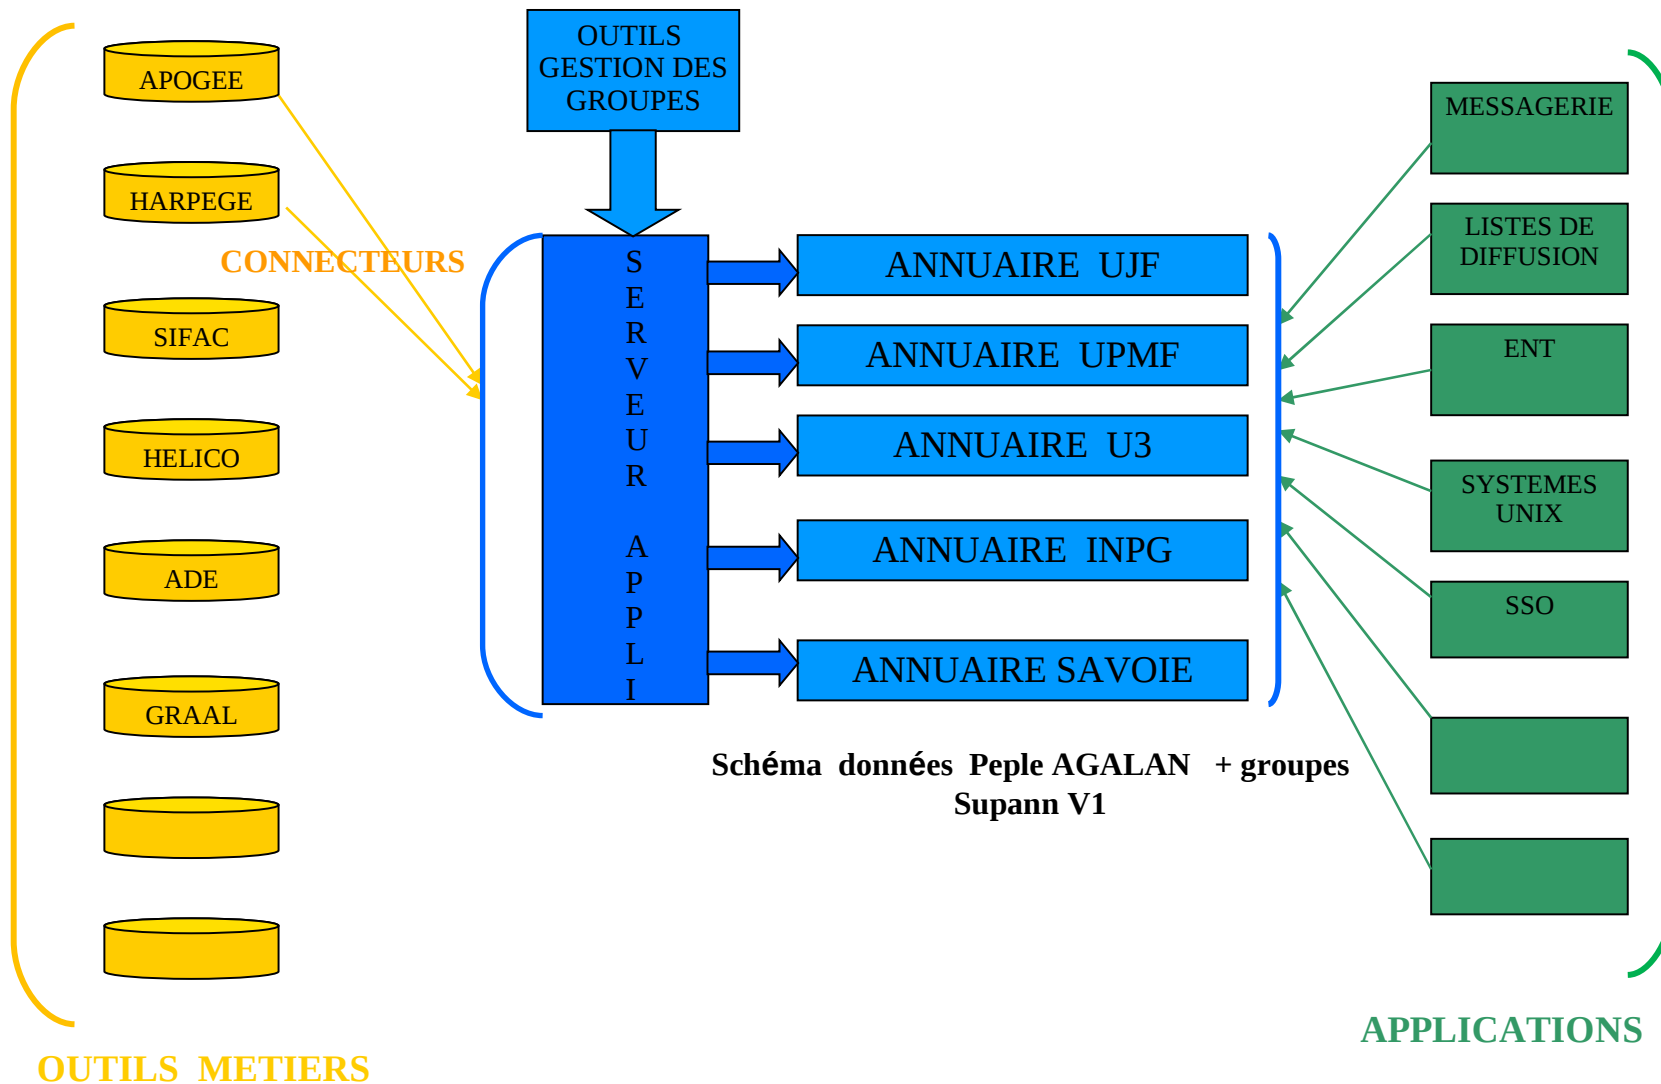 APOGEE
HARPEGE
CONNECTEURS
SIFAC
HELICO
ADE
GRAAL
OUTILS METIERS
OUTILS
GESTION DES
GROUPES
S
E
R
V
E
U
R
A
P
P
L
I
ANNUAIRE UJF
ANNUAIRE UPMF
ANNUAIRE U3
ANNUAIRE INPG
ANNUAIRE SAVOIE
Schéma données Peple AGALAN + groupes
Supann V1
MESSAGERIE
LISTES DE
DIFFUSION
ENT
SYSTEMES
UNIX
SSO
APPLICATIONS